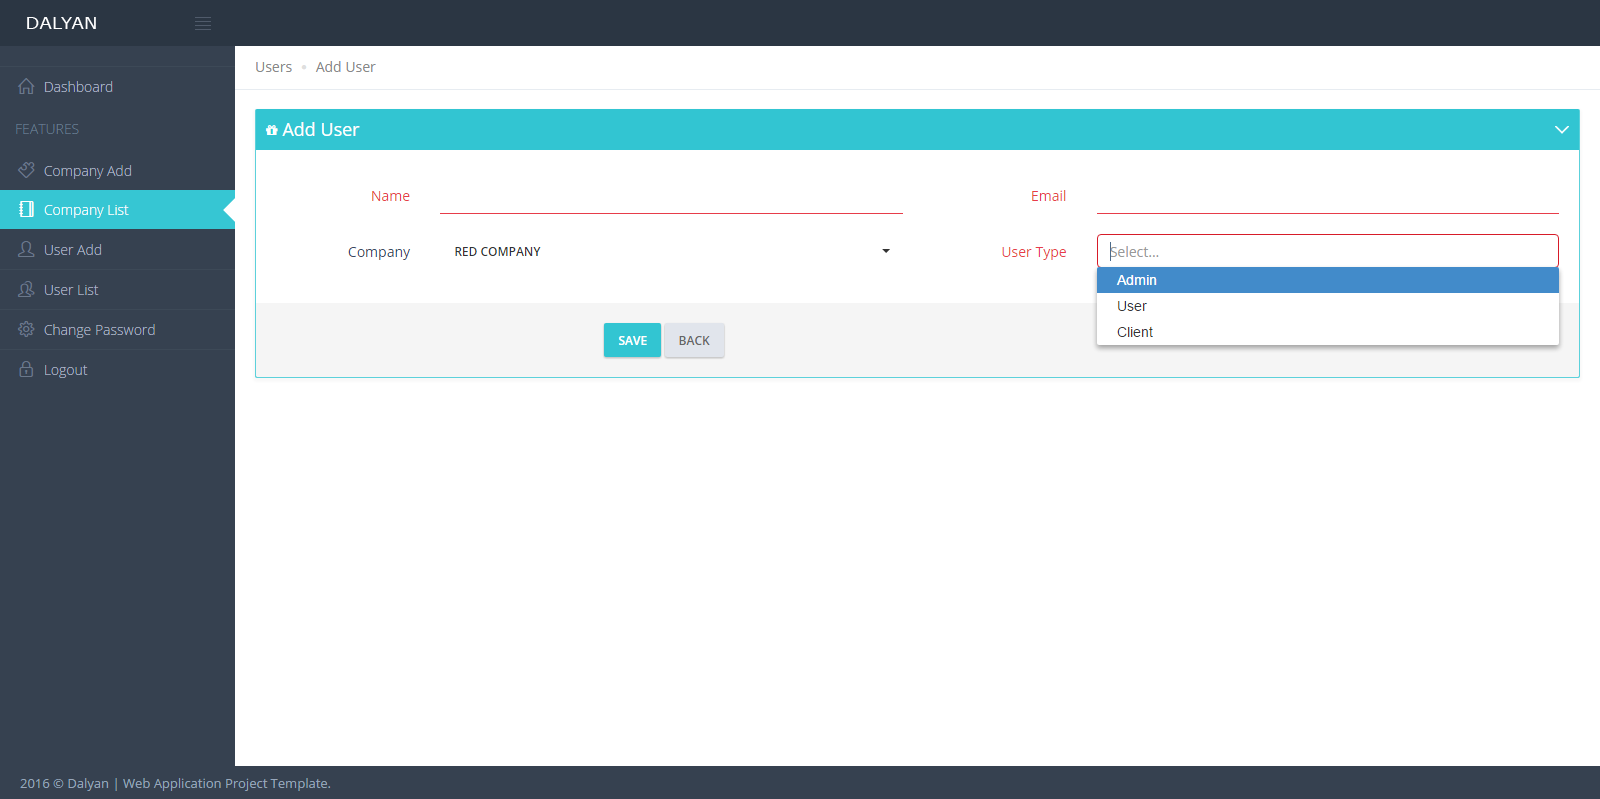 DALYAN
Dashboard
FEATURES
Company Add
Company List
User Add
User List
Change Password
Logout
Users • Add User
Add User
Name
Email
Company RED COMPANY
User Type Select...
Admin
User
Client
SAVE BACK
2016 © Dalyan | Web Application Project Template.